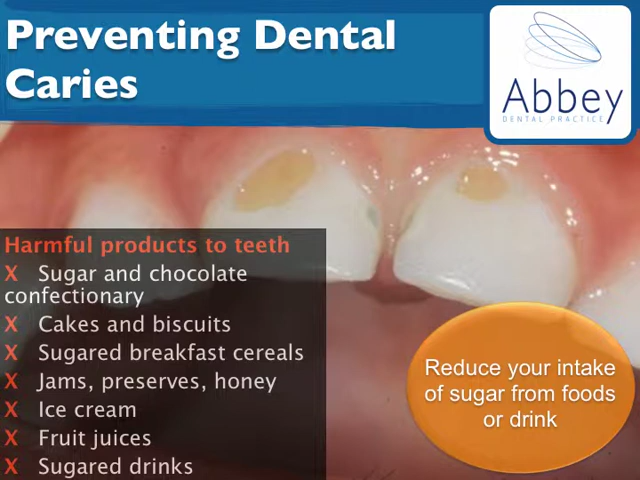 Preventing Dental
Caries
Abbey
DENTAL PRACTICE
Harmful products to teeth
X Sugar and chocolate
confectionary
X Cakes and biscuits
X Sugared breakfast cereals
X Jams, preserves, honey
X Ice cream
X Fruit juices
X Sugared drinks
Reduce your intake
of sugar from foods
or drink